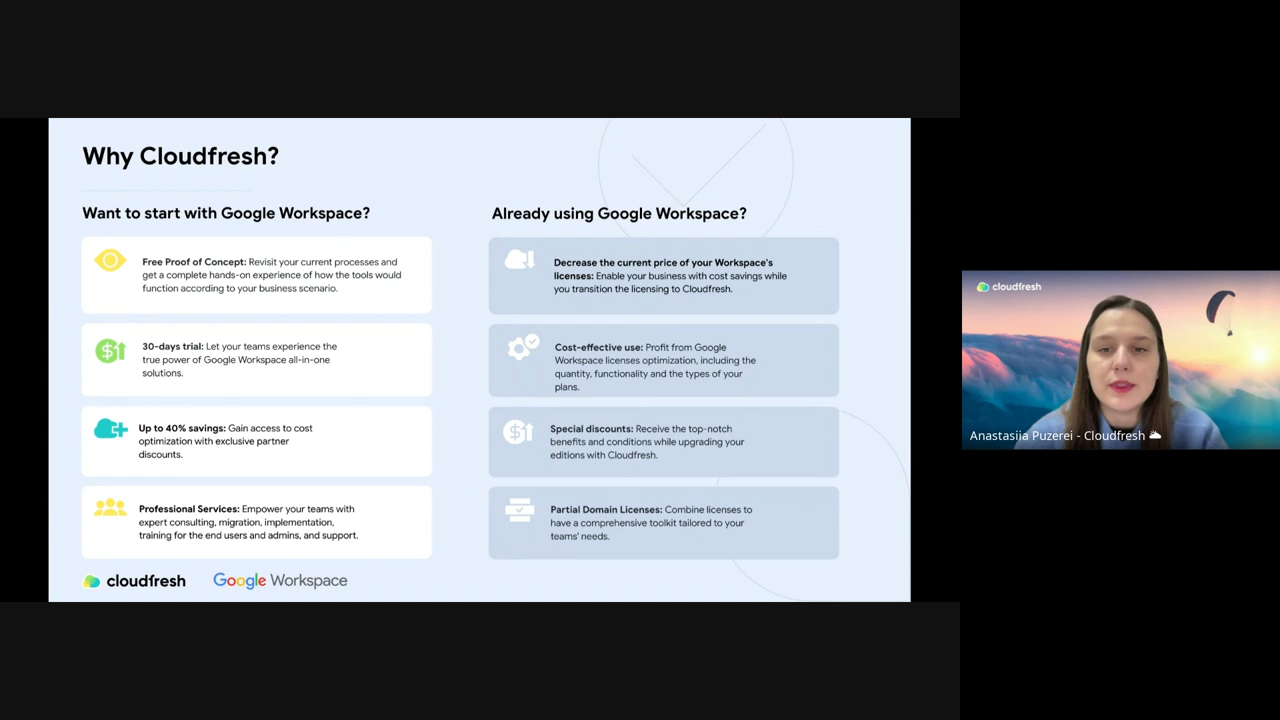 Why Cloudfresh?
Want to start with Google Workspace?
Free Proof of Concept: Revisit your current processes and
get a complete hands-on experience of how the tools would
function according to your business scenario.
30-days trial: Let your teams experience the
true power of Google Workspace all-in-one
solutions.
Up to 40% savings: Gain access to cost
optimization with exclusive partner
discounts.
Professional Services: Empower your teams with
expert consulting, migration, implementation,
training for the end users and admins, and support.
Already using Google Workspace?
Decrease the current price of your Workspace's
licenses: Enable your business with cost savings while
you transition the licensing to Cloudfresh.
Cost-effective use: Profit from Google
Workspace licenses optimization, including the
quantity, functionality and the types of your
plans.
Special discounts: Receive the top-notch
benefits and conditions while upgrading your
editions with Cloudfresh.
Partial Domain Licenses: Combine licenses to
have a comprehensive toolkit tailored to your
teams' needs.
cloudfresh
Google Workspace
cloudfresh
Anastasiia Puzerei - Cloudfresh 🌥